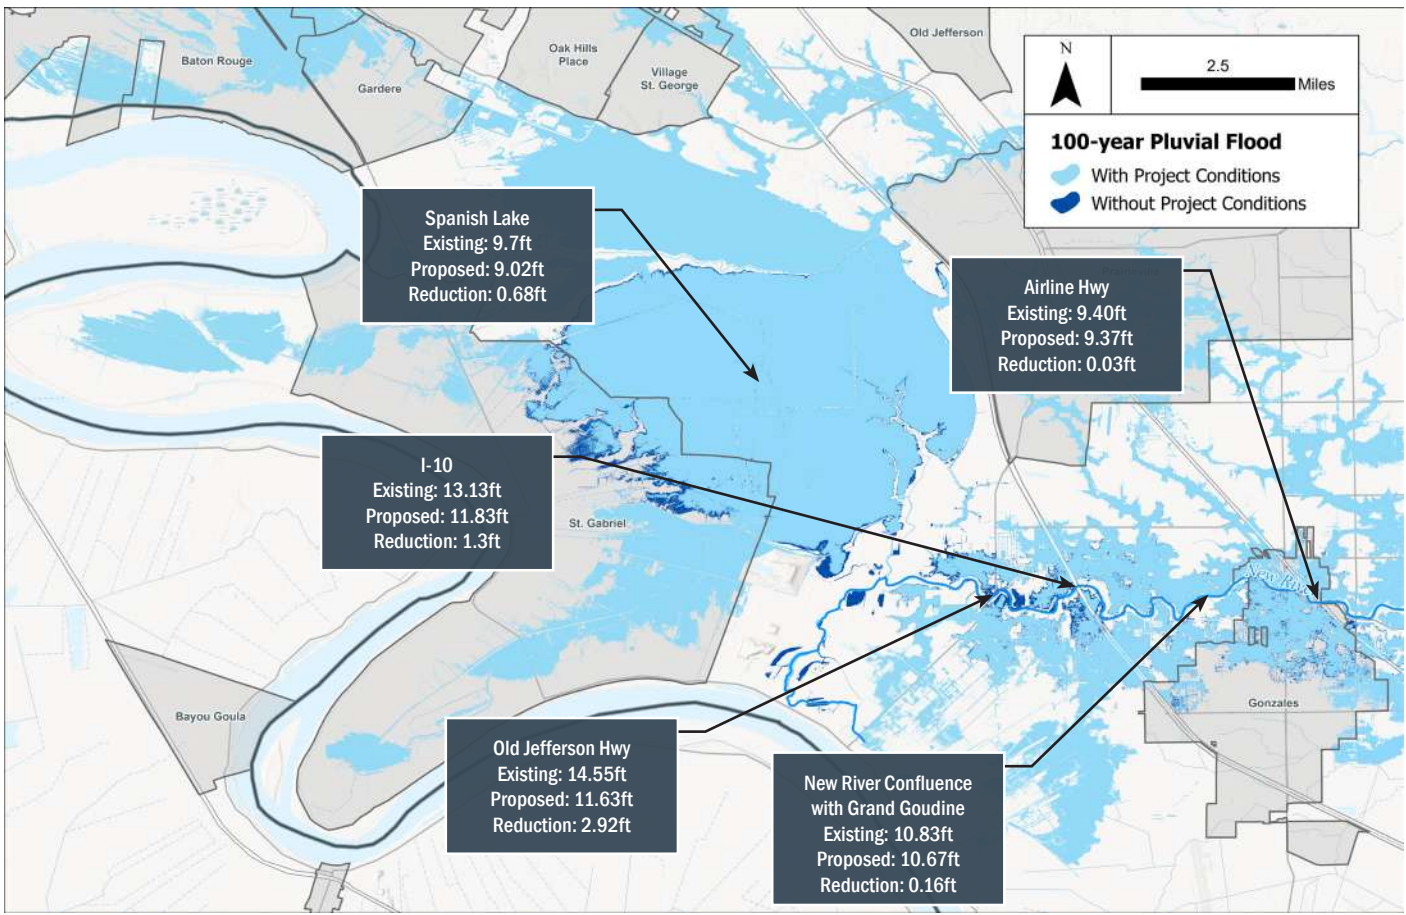 Baton Rouge
Gardere
Oak Hills
Place
Village
St. George
Old Jefferson
N
2.5
Miles
100-year Pluvial Flood
With Project Conditions
Without Project Conditions
Spanish Lake
Existing: 9.7ft
Proposed: 9.02ft
Reduction: 0.68ft
Airline Hwy
Existing: 9.40ft
Proposed: 9.37ft
Reduction: 0.03ft
I-10
Existing: 13.13ft
Proposed: 11.83ft
Reduction: 1.3ft
St. Gabriel
New River
Gonzales
Bayou Goula
Old Jefferson Hwy
Existing: 14.55ft
Proposed: 11.63ft
Reduction: 2.92ft
New River Confluence
with Grand Goudine
Existing: 10.83ft
Proposed: 10.67ft
Reduction: 0.16ft